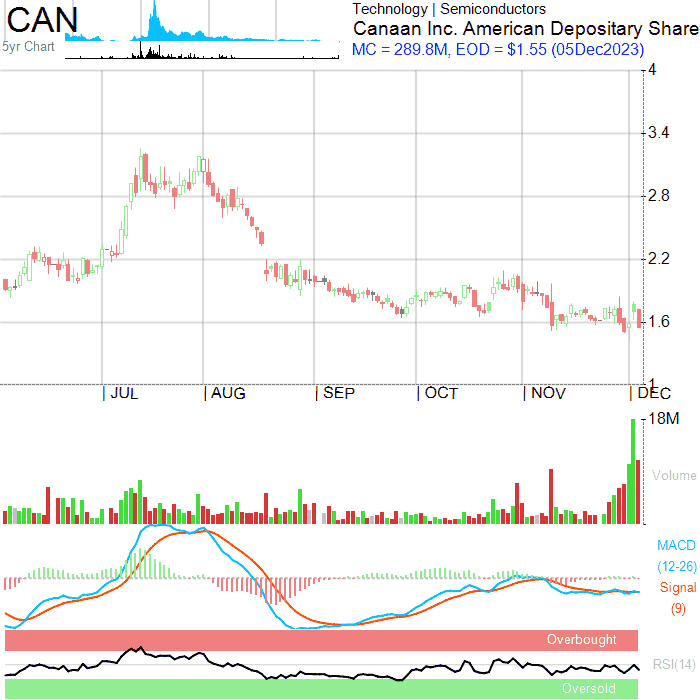 CAN
5yr Chart
Technology | Semiconductors
Canaan Inc. American Depositary Share
MC = 289.8M, EOD = $1.55 (05Dec2023)
4
3.4
2.8
2.2
1.6
1
| JUL | AUG | SEP | OCT | NOV | DEC
18M
Volume
MACD
(12-26)
Signal
(9)
Overbought
RSI(14)
Oversold